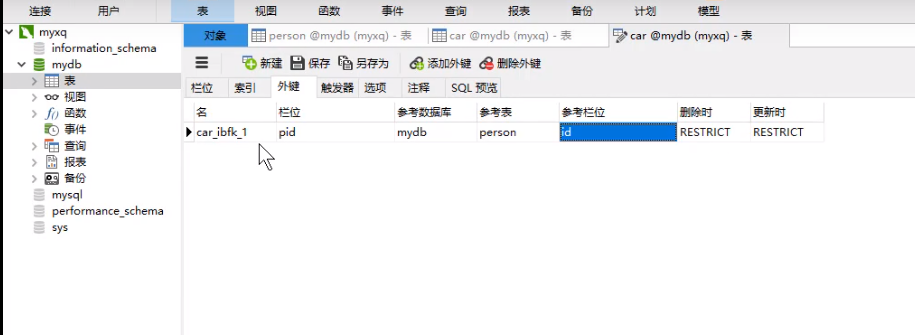 连接 用户 表 视图 函数 事件 查询 报表 备份 计划 模型
myxq
information_schema
mydb
表
视图
函数
事件
查询
报表
备份
mysql
performance_schema
sys
对象 person @mydb (myxq) - 表 car @mydb (myxq) - 表 car @mydb (myxq) - 表
新建 保存 另存为 添加外键 删除外键
栏位 索引 外键 触发器 选项 注释 SQL 预览
名 栏位 参考数据库 参考表 参考栏位 删除时 更新时
car_ibfk_1 pid mydb person id RESTRICT RESTRICT